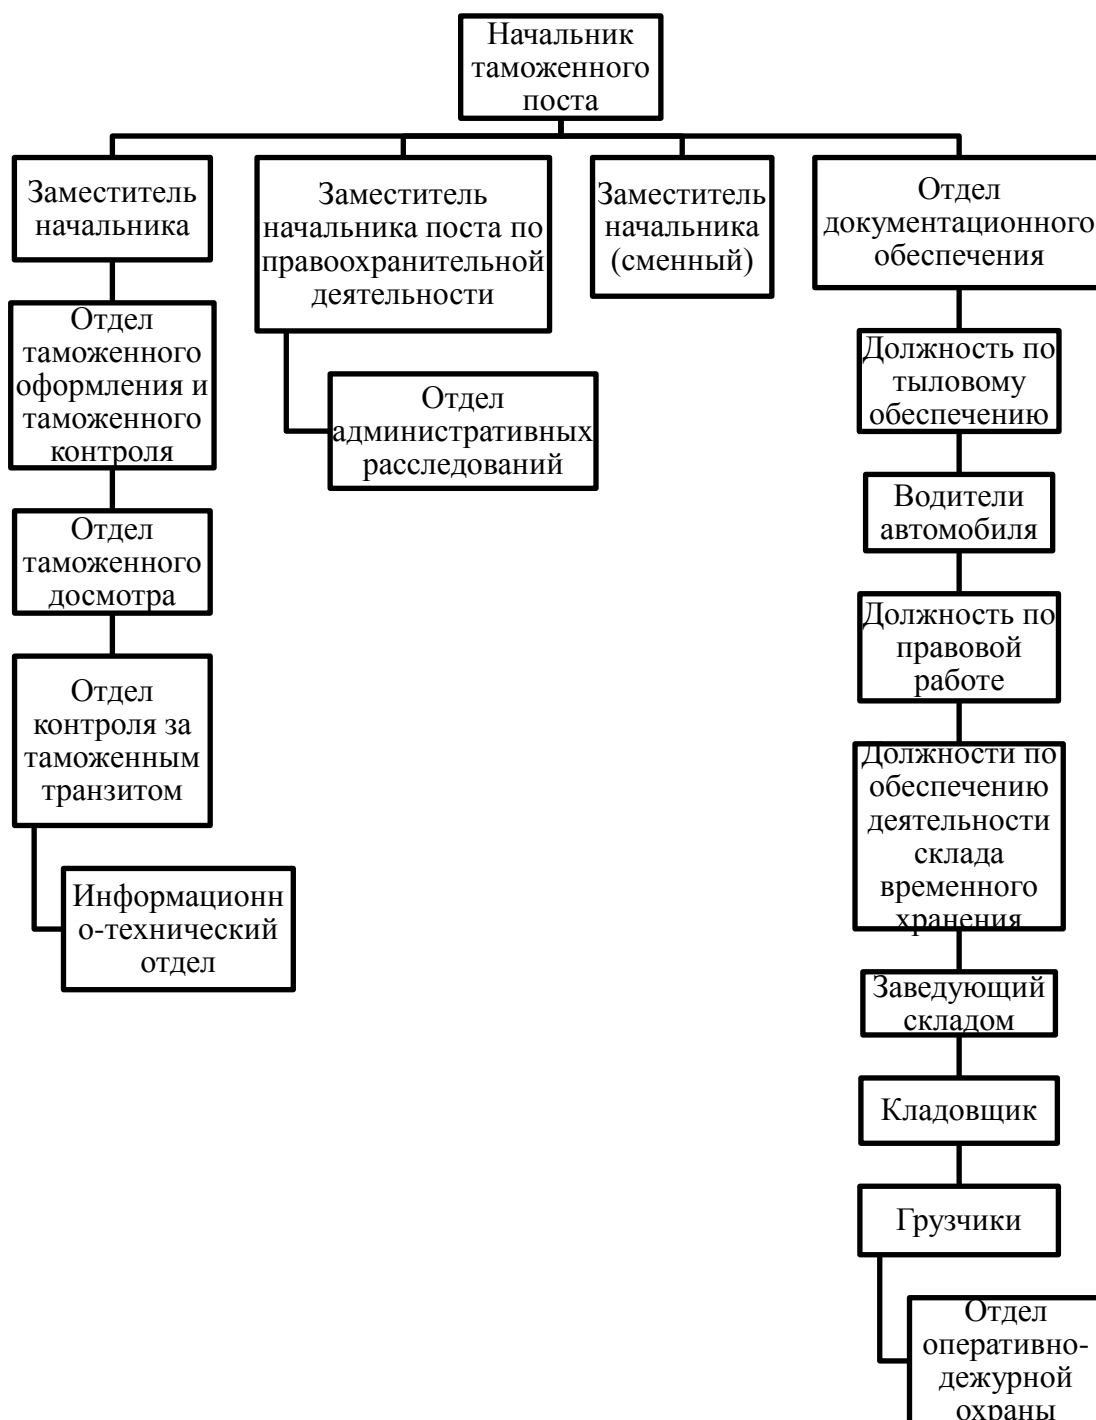 Начальник
таможенного
поста
Заместитель
начальника
Заместитель
начальника поста по
правоохранительной
деятельности
Заместитель
начальника
(сменный)
Отдел
документационного
обеспечения
Отдел
таможенного
оформления и
таможенного
контроля
Отдел
административных
расследований
Должность по
тыловому
обеспечению
Водители
автомобиля
Отдел
таможенного
досмотра
Должность по
правовой
работе
Отдел
контроля за
таможенным
транзитом
Должности по
обеспечению
деятельности
склада
временного
хранения
Информационн
о-технический
отдел
Заведующий
складом
Кладовщик
Грузчики
Отдел
оперативно-
дежурной
охраны